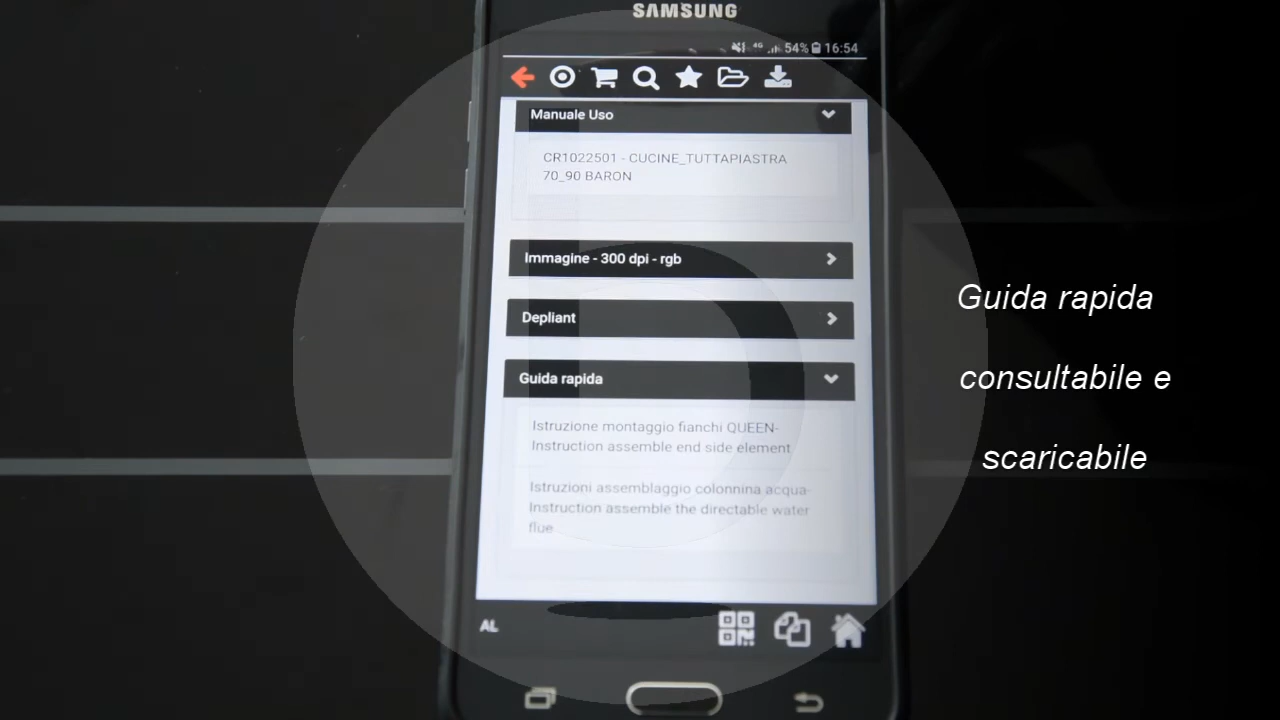 SAMSUNG
4G 54% 16:54
Manuale Uso
CR1022501 - CUCINE_TUTTAPIASTRA
70_90 BARON
Immagine - 300 dpi - rgb
Depliant
Guida rapida
Istruzione montaggio fianchi QUEEN-
Instruction assemble end side element
Istruzioni assemblaggio colonnina acqua-
Instruction assemble the directable water
flue
AL
Guida rapida
consultabile e
scaricabile
b